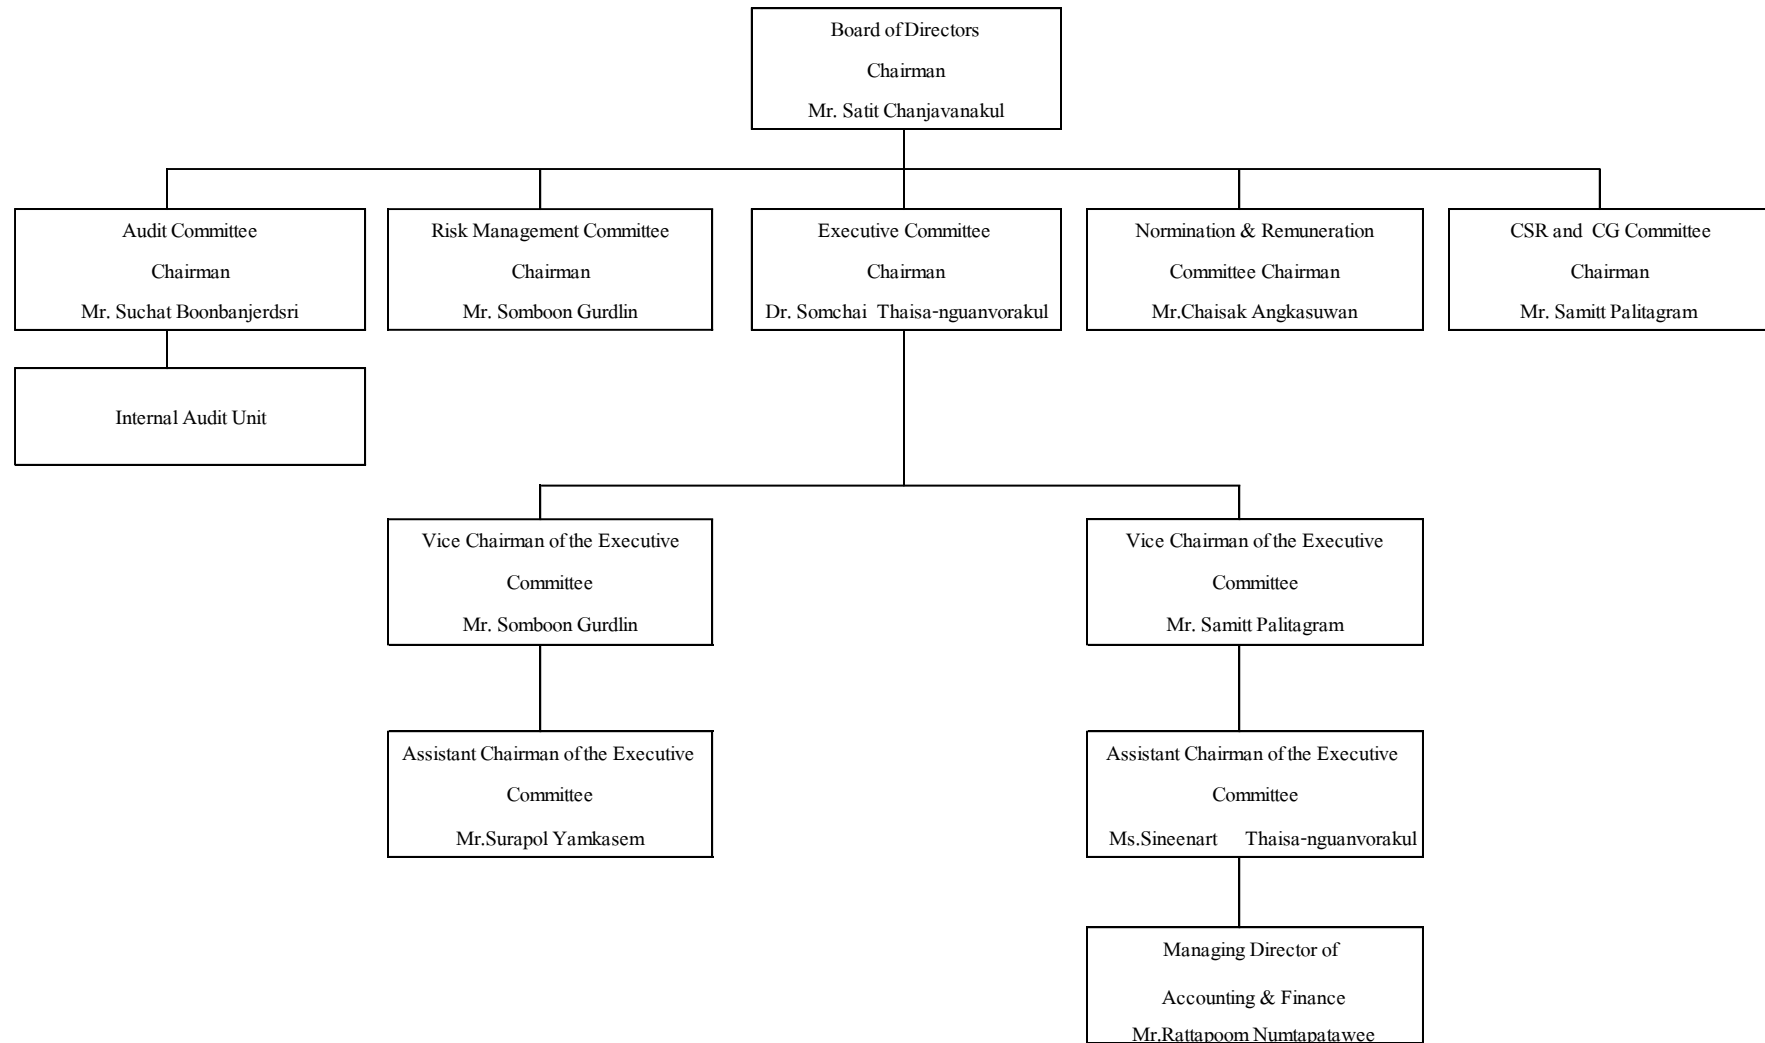 Board of Directors
Chairman
Mr. Satit Chanjavanakul
Audit Committee
Chairman
Mr. Suchat Boonbanjerdsri
Risk Management Committee
Chairman
Mr. Somboon Gurdlin
Executive Committee
Chairman
Dr. Somchai Thaisa-nguanvorakul
Normination & Remuneration
Committee Chairman
Mr.Chaisak Angkasuwan
CSR and CG Committee
Chairman
Mr. Samitt Palitagram
Internal Audit Unit
Vice Chairman of the Executive
Committee
Mr. Somboon Gurdlin
Vice Chairman of the Executive
Committee
Mr. Samitt Palitagram
Assistant Chairman of the Executive
Committee
Mr.Surapol Yamkasem
Assistant Chairman of the Executive
Committee
Ms.Sineenart Thaisa-nguanvorakul
Managing Director of
Accounting & Finance
Mr.Rattapoom Numtapatawee